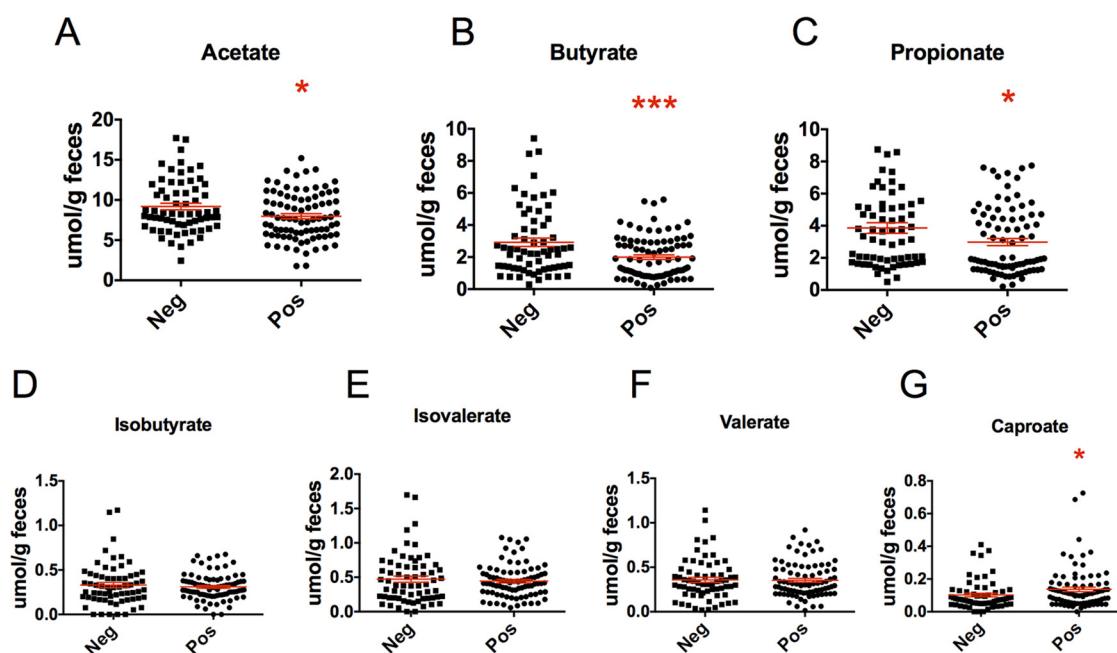 A
Acetate
*
umol/g feces
20
15
10
5
0
Neg
Pos
B
Butyrate
***
umol/g feces
10
8
6
4
2
0
Neg
Pos
C
Propionate
*
umol/g feces
10
8
6
4
2
0
Neg
Pos
D
Isobutyrate
umol/g feces
1.5
1.0
0.5
0.0
Neg
Pos
E
Isovalerate
umol/g feces
2.0
1.5
1.0
0.5
0.0
Neg
Pos
F
Valerate
umol/g feces
1.5
1.0
0.5
0.0
Neg
Pos
G
Caproate
*
umol/g feces
0.8
0.6
0.4
0.2
0.0
Neg
Pos